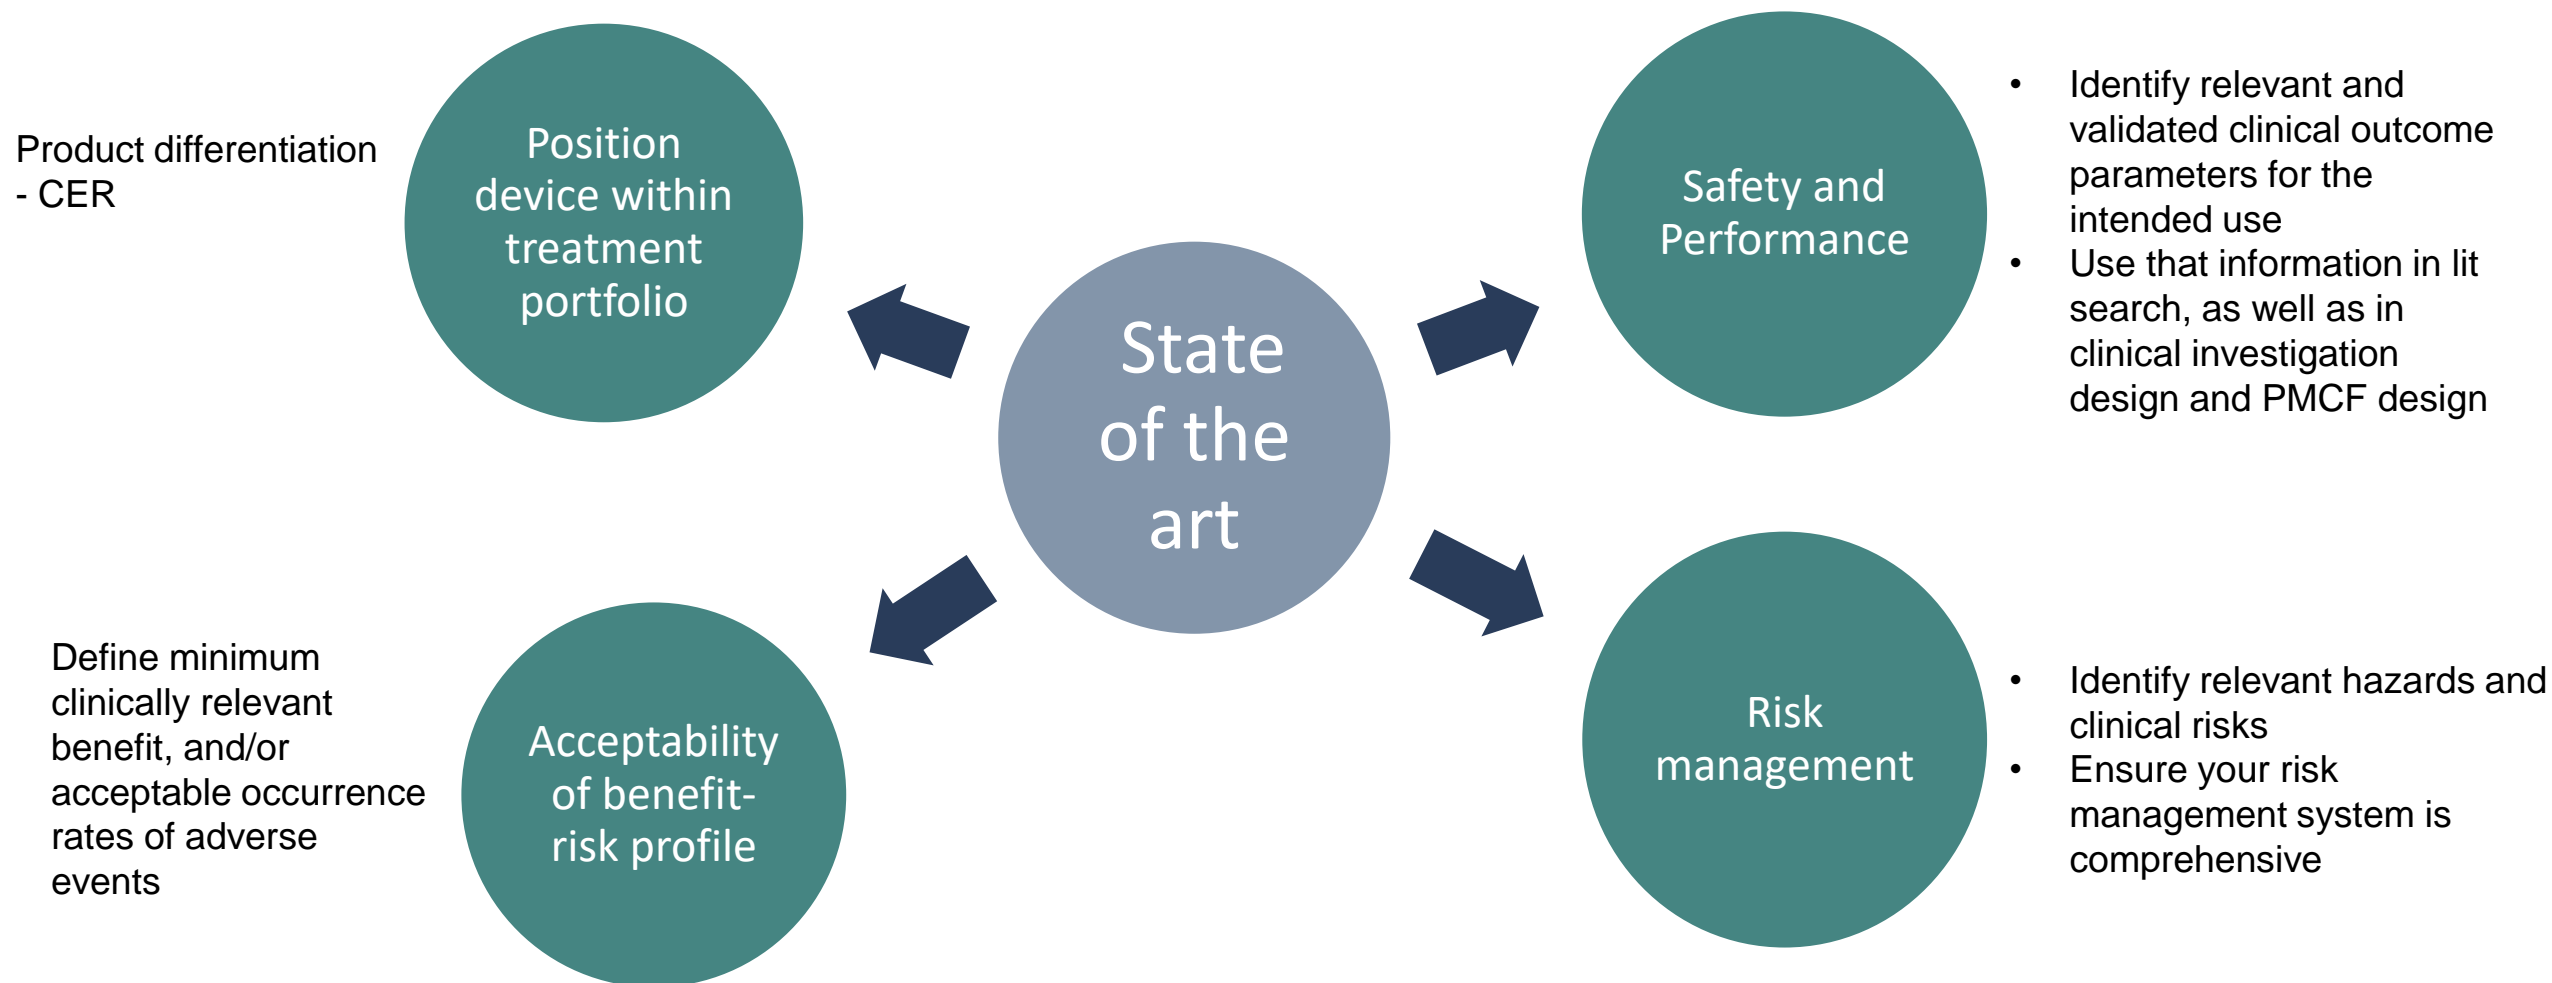 Product differentiation
- CER
Position
device within
treatment
portfolio
State
of the
art
Safety and
Performance
• Identify relevant and
validated clinical outcome
parameters for the
intended use
• Use that information in lit
search, as well as in
clinical investigation
design and PMCF design
Define minimum
clinically relevant
benefit, and/or
acceptable occurrence
rates of adverse
events
Acceptability
of benefit-
risk profile
Risk
management
• Identify relevant hazards and
clinical risks
• Ensure your risk
management system is
comprehensive